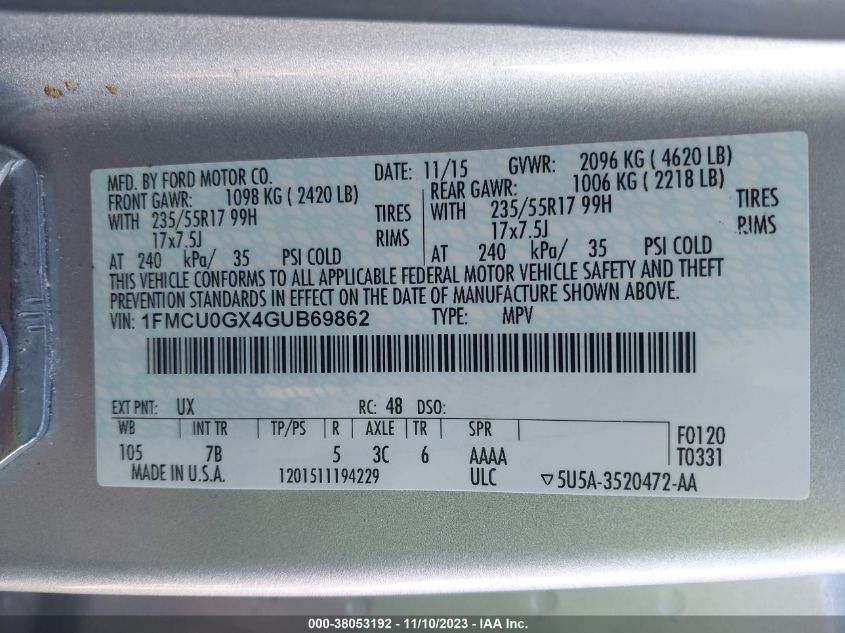 MFD. BY FORD MOTOR CO. DATE: 11/15 GVWR: 2096 KG ( 4620 LB)
FRONT GAWR: 1098 KG ( 2420 LB) REAR GAWR: 1006 KG ( 2218 LB)
WITH 235/55R17 99H TIRES WITH 235/55R17 99H TIRES
17x7.5J RIMS 17x7.5J RIMS
AT 240 kPa/ 35 PSI COLD AT 240 kPa/ 35 PSI COLD
THIS VEHICLE CONFORMS TO ALL APPLICABLE FEDERAL MOTOR VEHICLE SAFETY AND THEFT
PREVENTION STANDARDS IN EFFECT ON THE DATE OF MANUFACTURE SHOWN ABOVE.
VIN: 1FMCU0GX4GUB69862 TYPE: MPV
EXT PNT: UX RC: 48 DSO:
WB INT TR TP/PS R AXLE TR SPR F0120
105 7B 5 3C 6 AAAA T0331
MADE IN U.S.A. 1201511194229 ULC ▽5U5A-3520472-AA
000-38053192 - 11/10/2023 - IAA Inc.